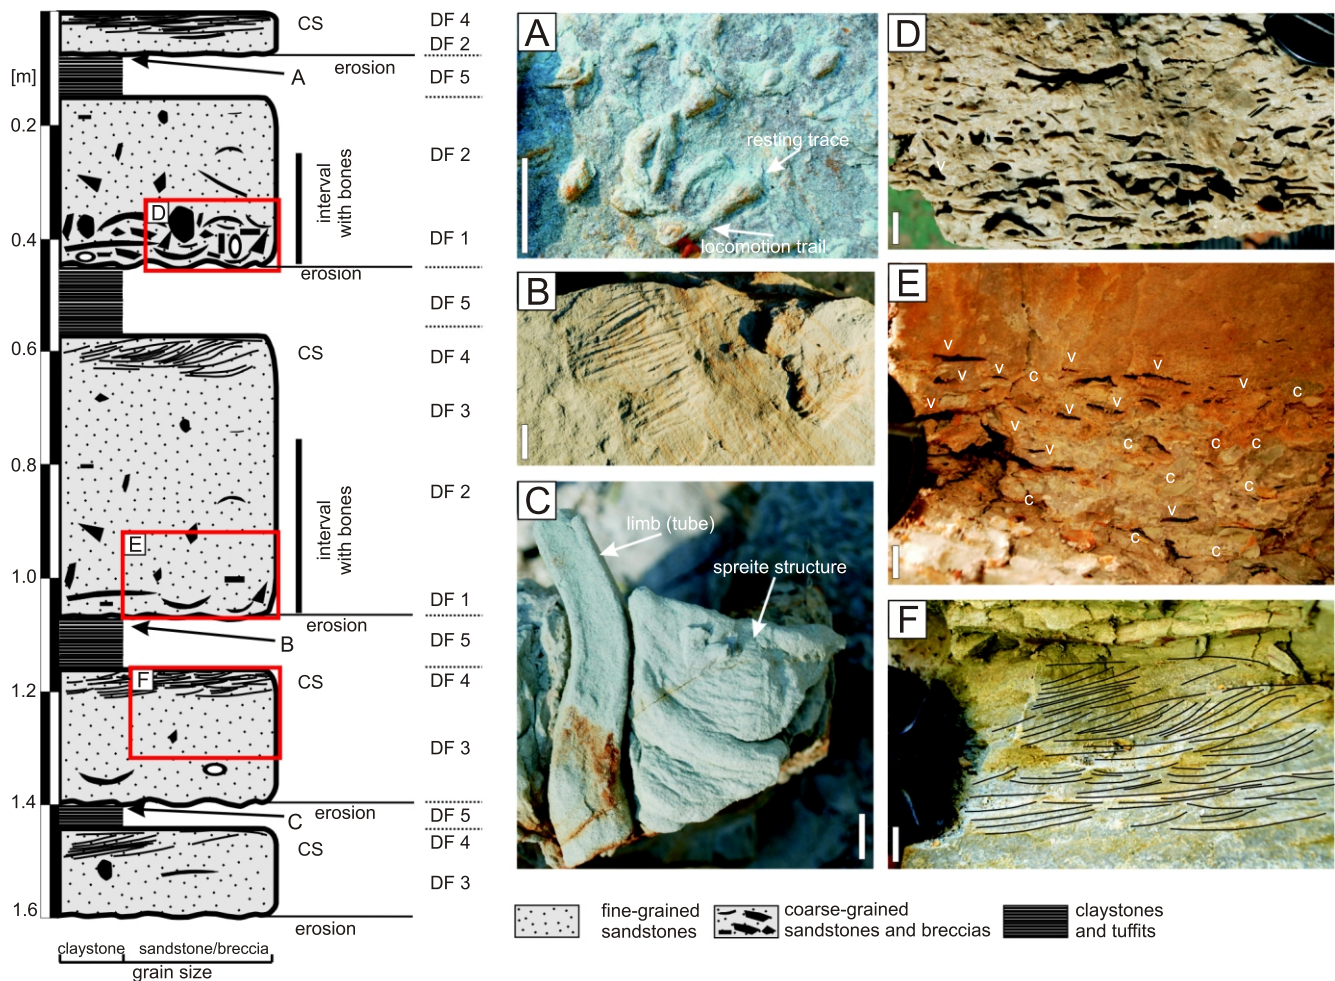 [m]
0.2
0.4
0.6
0.8
1.0
1.2
1.4
1.6
CS
DF 4
DF 2
erosion
A
DF 5
DF 2
interval
with bones
D
DF 1
erosion
DF 5
CS
DF 4
DF 3
DF 2
interval
with bones
E
DF 1
erosion
B
DF 5
F
CS
DF 4
DF 3
erosion
C
DF 5
CS
DF 4
DF 3
erosion
claystone
sandstone/breccia
grain size
A
resting trace
locomotion trail
B
C
limb (tube)
spreite structure
D
v
E
v
v
v
v
v
c
v
v
c
v
v
v
v
v
c
c
c
v
c
c
c
v
c
c
F
fine-grained
sandstones
coarse-grained
sandstones and breccias
claystones
and tuffits